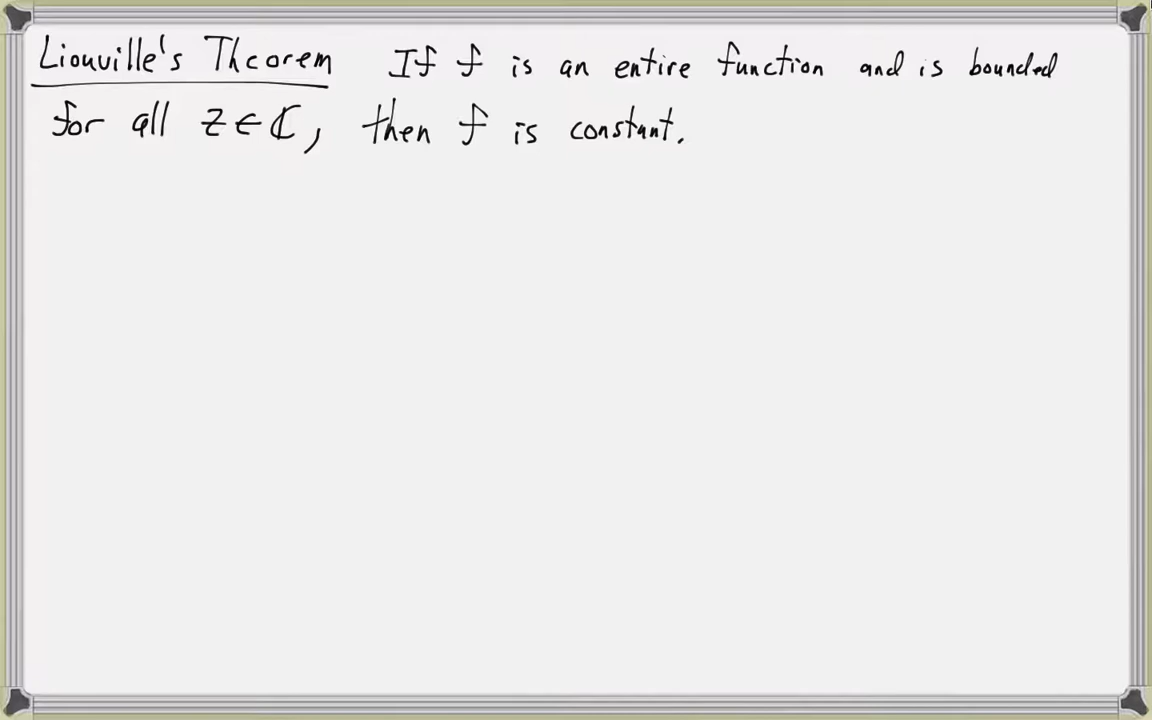 Liouville's Theorem If f is an entire function and is bounded
for all z ∈ ℂ, then f is constant.